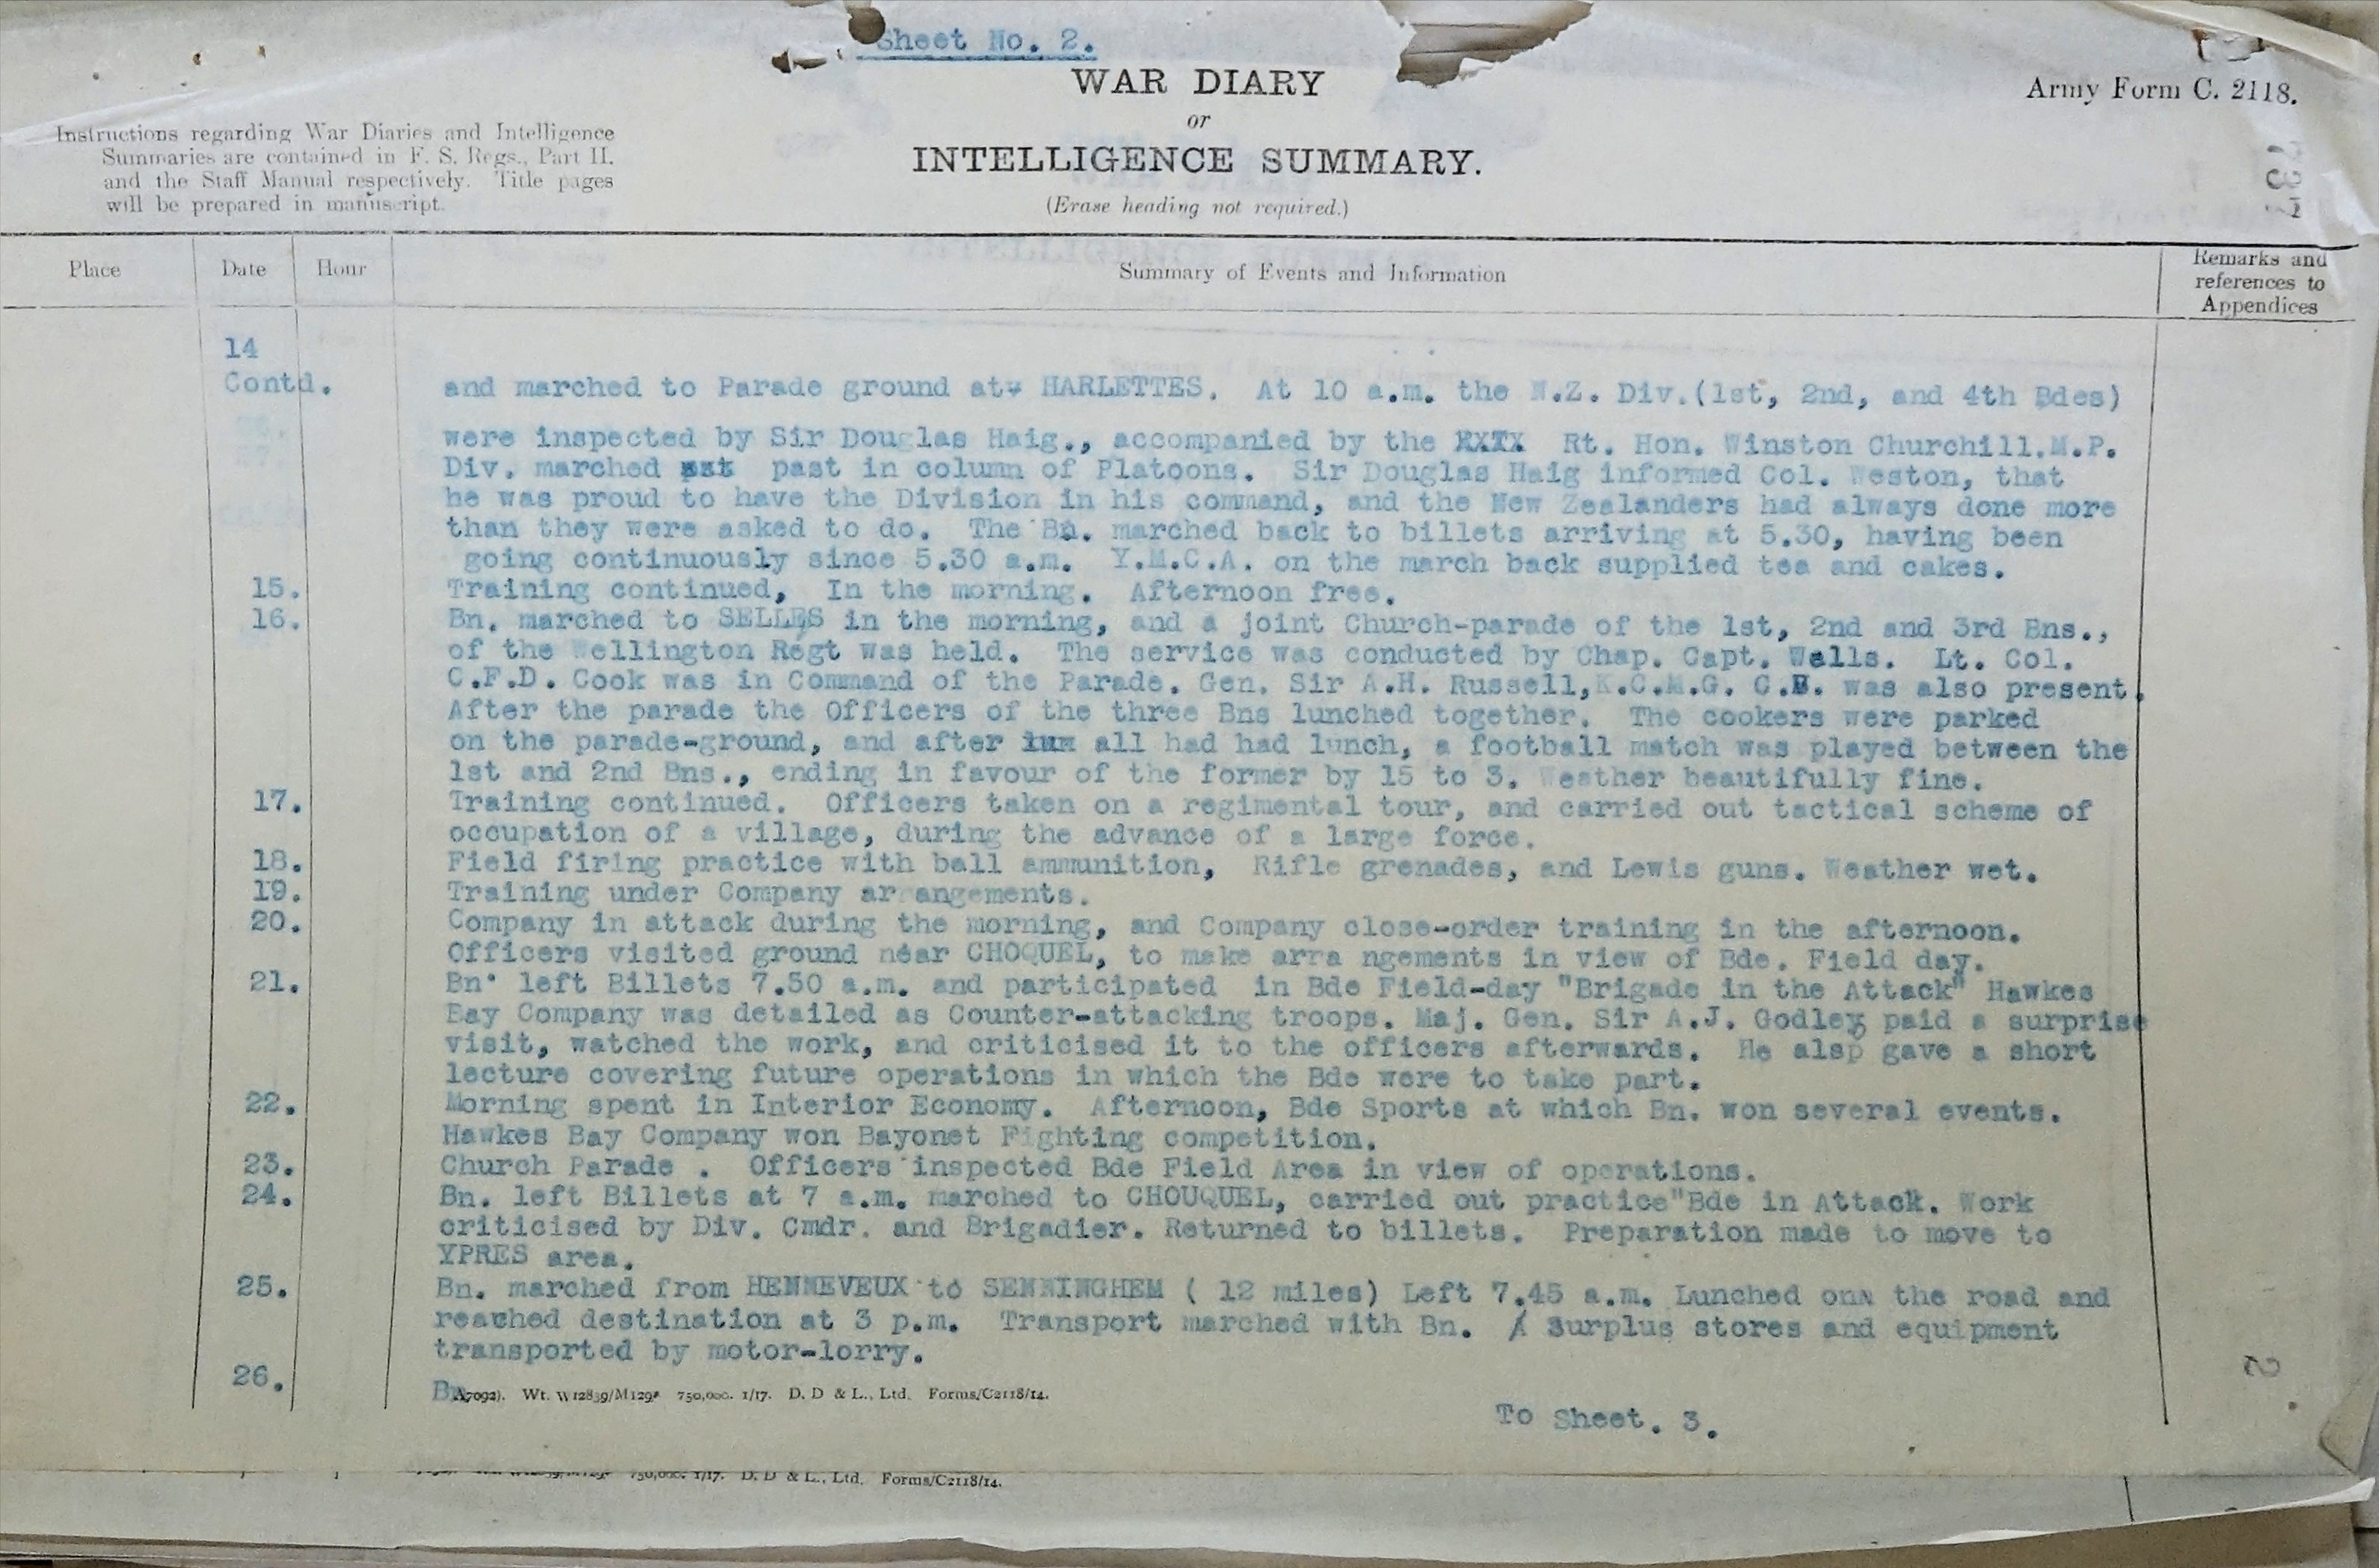 Sheet No. 2.
WAR DIARY
or
INTELLIGENCE SUMMARY.
(Erase heading not required.)
Army Form C. 2118.
Instructions regarding War Diaries and Intelligence
Summaries are contained in F. S. Regs., Part II.
and the Staff Manual respectively. Title pages
will be prepared in manuscript.
Place Date Hour Summary of Events and Information Remarks and
references to
Appendices
14
Contd. and marched to Parade ground at HARLETTES. At 10 a.m. the N.Z. Div.(1st, 2nd, and 4th Bdes)
were inspected by Sir Douglas Haig., accompanied by the Rt. Hon. Winston Churchill.M.P.
Div. marched past in column of Platoons. Sir Douglas Haig informed Col. Weston, that
he was proud to have the Division in his command, and the New Zealanders had always done more
than they were asked to do. The Bn. marched back to billets arriving at 5.30, having been
going continuously since 5.30 a.m. Y.M.C.A. on the march back supplied tea and cakes.
15. Training continued, In the morning. Afternoon free.
16. Bn. marched to SELLES in the morning, and a joint Church-parade of the 1st, 2nd and 3rd Bns.,
of the Wellington Regt was held. The service was conducted by Chap. Capt. Walls. Lt. Col.
C.F.D. Cook was in Command of the Parade. Gen. Sir A.H. Russell,K.C.M.G. C.B. was also present.
After the parade the Officers of the three Bns lunched together. The cookers were parked
on the parade-ground, and after all had had lunch, a football match was played between the
1st and 2nd Bns., ending in favour of the former by 15 to 3. Weather beautifully fine.
17. Training continued. Officers taken on a regimental tour, and carried out tactical scheme of
occupation of a village, during the advance of a large force.
18. Field firing practice with ball ammunition, Rifle grenades, and Lewis guns. Weather wet.
19. Training under Company ar angements.
20. Company in attack during the morning, and Company close-order training in the afternoon.
Officers visited ground near CHOQUEL, to make arra ngements in view of Bde. Field day.
21. Bn. left Billets 7.50 a.m. and participated in Bde Field-day "Brigade in the Attack" Hawkes
Bay Company was detailed as Counter-attacking troops. Maj. Gen. Sir A.J. Godley paid a surprise
visit, watched the work, and criticised it to the officers afterwards. He alsp gave a short
lecture covering future operations in which the Bde were to take part.
22. Morning spent in Interior Economy. Afternoon, Bde Sports at which Bn. won several events.
Hawkes Bay Company won Bayonet Fighting competition.
23. Church Parade . Officers inspected Bde Field Area in view of operations.
24. Bn. left Billets at 7 a.m. marched to CHOUQUEL, carried out practice"Bde in Attack. Work
criticised by Div. Cmdr. and Brigadier. Returned to billets. Preparation made to move to
YPRES area.
25. Bn. marched from HENNEVEUX to SENNINGHEM ( 12 miles) Left 7.45 a.m. Lunched on the road and
reached destination at 3 p.m. Transport marched with Bn. Surplus stores and equipment
transported by motor-lorry.
26. Bn
A7092). Wt. W12839/M1293 750,000. 1/17. D. D & L., Ltd. Forms/C2118/14.
To Sheet. 3.
750,000. 1/17. D. D & L., Ltd. Forms/C2118/14.